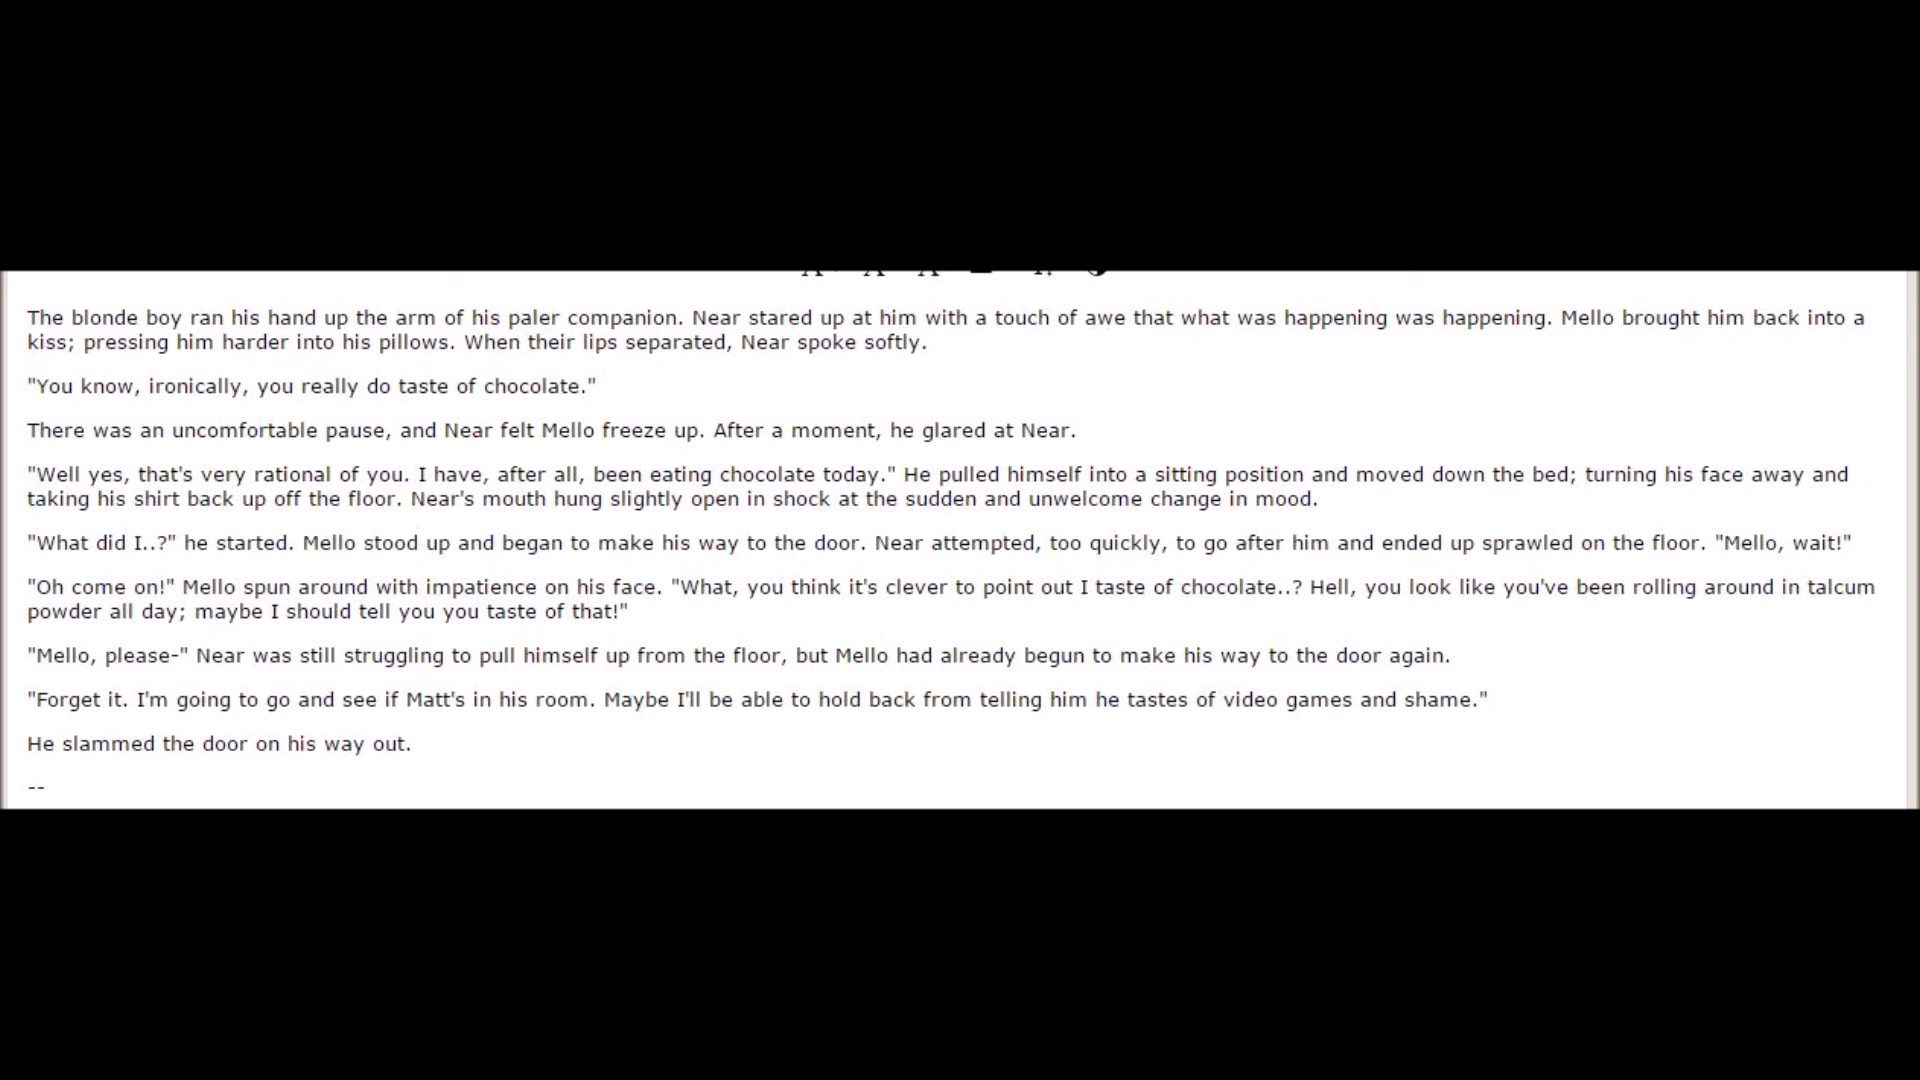 The blonde boy ran his hand up the arm of his paler companion. Near stared up at him with a touch of awe that what was happening was happening. Mello brought him back into a
kiss; pressing him harder into his pillows. When their lips separated, Near spoke softly.
"You know, ironically, you really do taste of chocolate."
There was an uncomfortable pause, and Near felt Mello freeze up. After a moment, he glared at Near.
"Well yes, that's very rational of you. I have, after all, been eating chocolate today." He pulled himself into a sitting position and moved down the bed; turning his face away and
taking his shirt back up off the floor. Near's mouth hung slightly open in shock at the sudden and unwelcome change in mood.
"What did I..?" he started. Mello stood up and began to make his way to the door. Near attempted, too quickly, to go after him and ended up sprawled on the floor. "Mello, wait!"
"Oh come on!" Mello spun around with impatience on his face. "What, you think it's clever to point out I taste of chocolate..? Hell, you look like you've been rolling around in talcum
powder all day; maybe I should tell you you taste of that!"
"Mello, please-" Near was still struggling to pull himself up from the floor, but Mello had already begun to make his way to the door again.
"Forget it. I'm going to go and see if Matt's in his room. Maybe I'll be able to hold back from telling him he tastes of video games and shame."
He slammed the door on his way out.
--